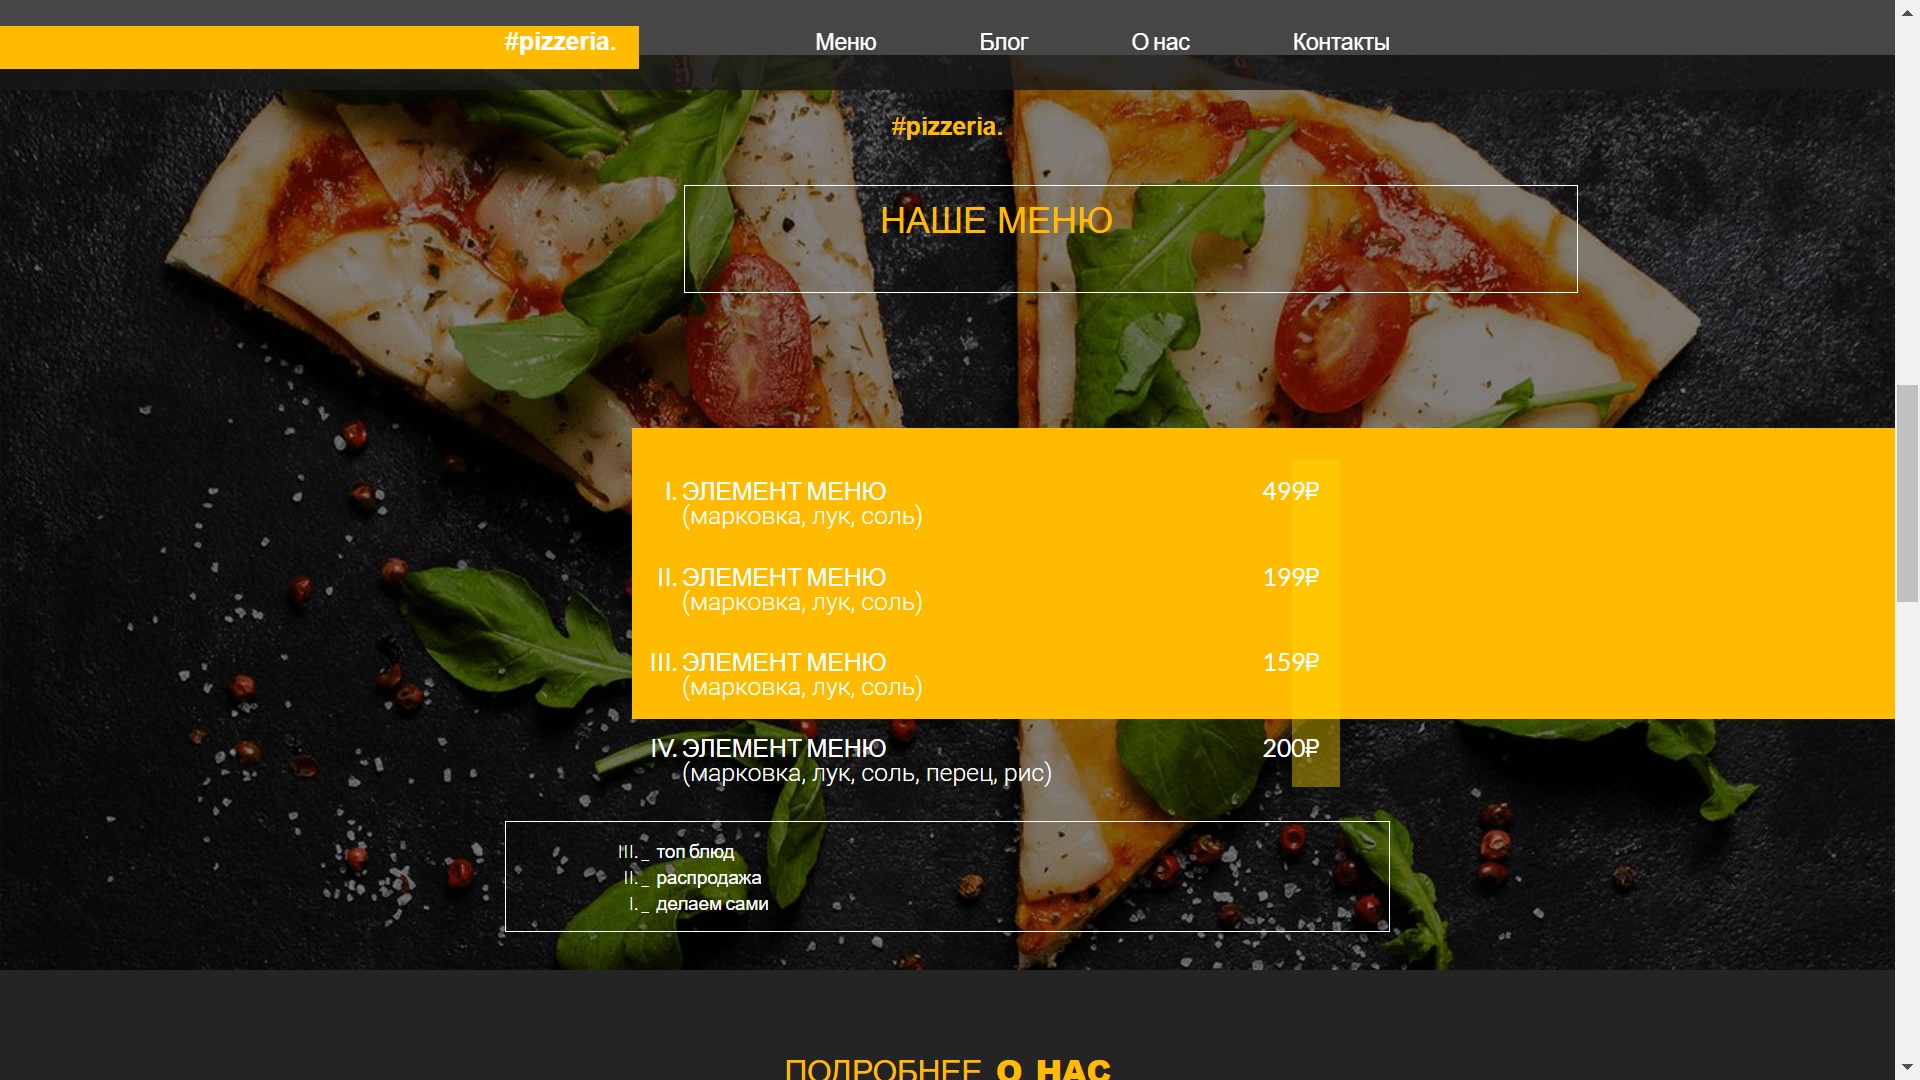 #pizzeria.
Меню
Блог
О нас
Контакты
#pizzeria.
НАШЕ МЕНЮ
I. ЭЛЕМЕНТ МЕНЮ 499₽
(марковка, лук, соль)
II. ЭЛЕМЕНТ МЕНЮ 199₽
(марковка, лук, соль)
III. ЭЛЕМЕНТ МЕНЮ 159₽
(марковка, лук, соль)
IV. ЭЛЕМЕНТ МЕНЮ 200₽
(марковка, лук, соль, перец, рис)
III._ топ блюд
II._ распродажа
I._ делаем сами
ПОДРОБНЕЕ О НАС